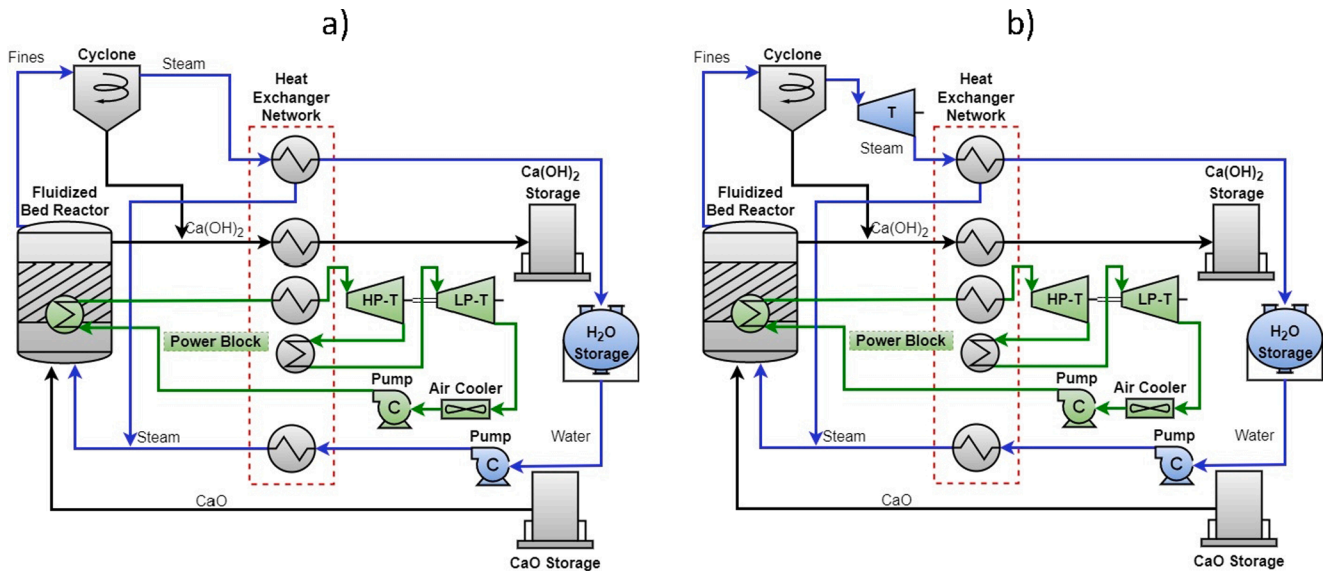 a)
Fines
Cyclone
Steam
Heat
Exchanger
Network
Ca(OH)2
Storage
Fluidized
Bed Reactor
Ca(OH)2
HP-T
LP-T
H2O
Storage
Power Block
Pump
C
Air Cooler
Steam
Water
Pump
C
CaO
CaO Storage
b)
Fines
Cyclone
T
Steam
Heat
Exchanger
Network
Ca(OH)2
Storage
Fluidized
Bed Reactor
Ca(OH)2
HP-T
LP-T
H2O
Storage
Power Block
Pump
C
Air Cooler
Steam
Water
Pump
C
CaO
CaO Storage